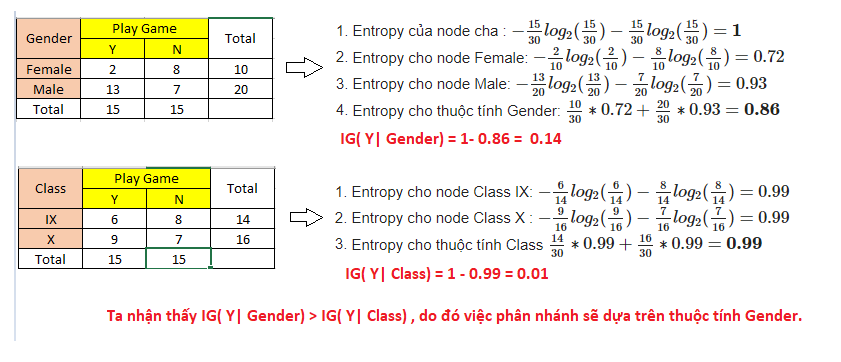 Gender Play Game Total
Y N
Female 2 8 10
Male 13 7 20
Total 15 15
1. Entropy của node cha : $-\frac{15}{30}log_2(\frac{15}{30}) - \frac{15}{30}log_2(\frac{15}{30}) = 1$
2. Entropy cho node Female: $-\frac{2}{10}log_2(\frac{2}{10}) - \frac{8}{10}log_2(\frac{8}{10}) = 0.72$
3. Entropy cho node Male: $-\frac{13}{20}log_2(\frac{13}{20}) - \frac{7}{20}log_2(\frac{7}{20}) = 0.93$
4. Entropy cho thuộc tính Gender: $\frac{10}{30} * 0.72 + \frac{20}{30} * 0.93 = 0.86$
IG( Y| Gender) = 1- 0.86 = 0.14
Class Play Game Total
Y N
IX 6 8 14
X 9 7 16
Total 15 15
1. Entropy cho node Class IX: $-\frac{6}{14}log_2(\frac{6}{14}) - \frac{8}{14}log_2(\frac{8}{14}) = 0.99$
2. Entropy cho node Class X : $-\frac{9}{16}log_2(\frac{9}{16}) - \frac{7}{16}log_2(\frac{7}{16}) = 0.99$
3. Entropy cho thuộc tính Class $\frac{14}{30} * 0.99 + \frac{16}{30} * 0.99 = 0.99$
IG( Y| Class) = 1 - 0.99 = 0.01
Ta nhận thấy IG( Y| Gender) > IG( Y| Class) , do đó việc phân nhánh sẽ dựa trên thuộc tính Gender.